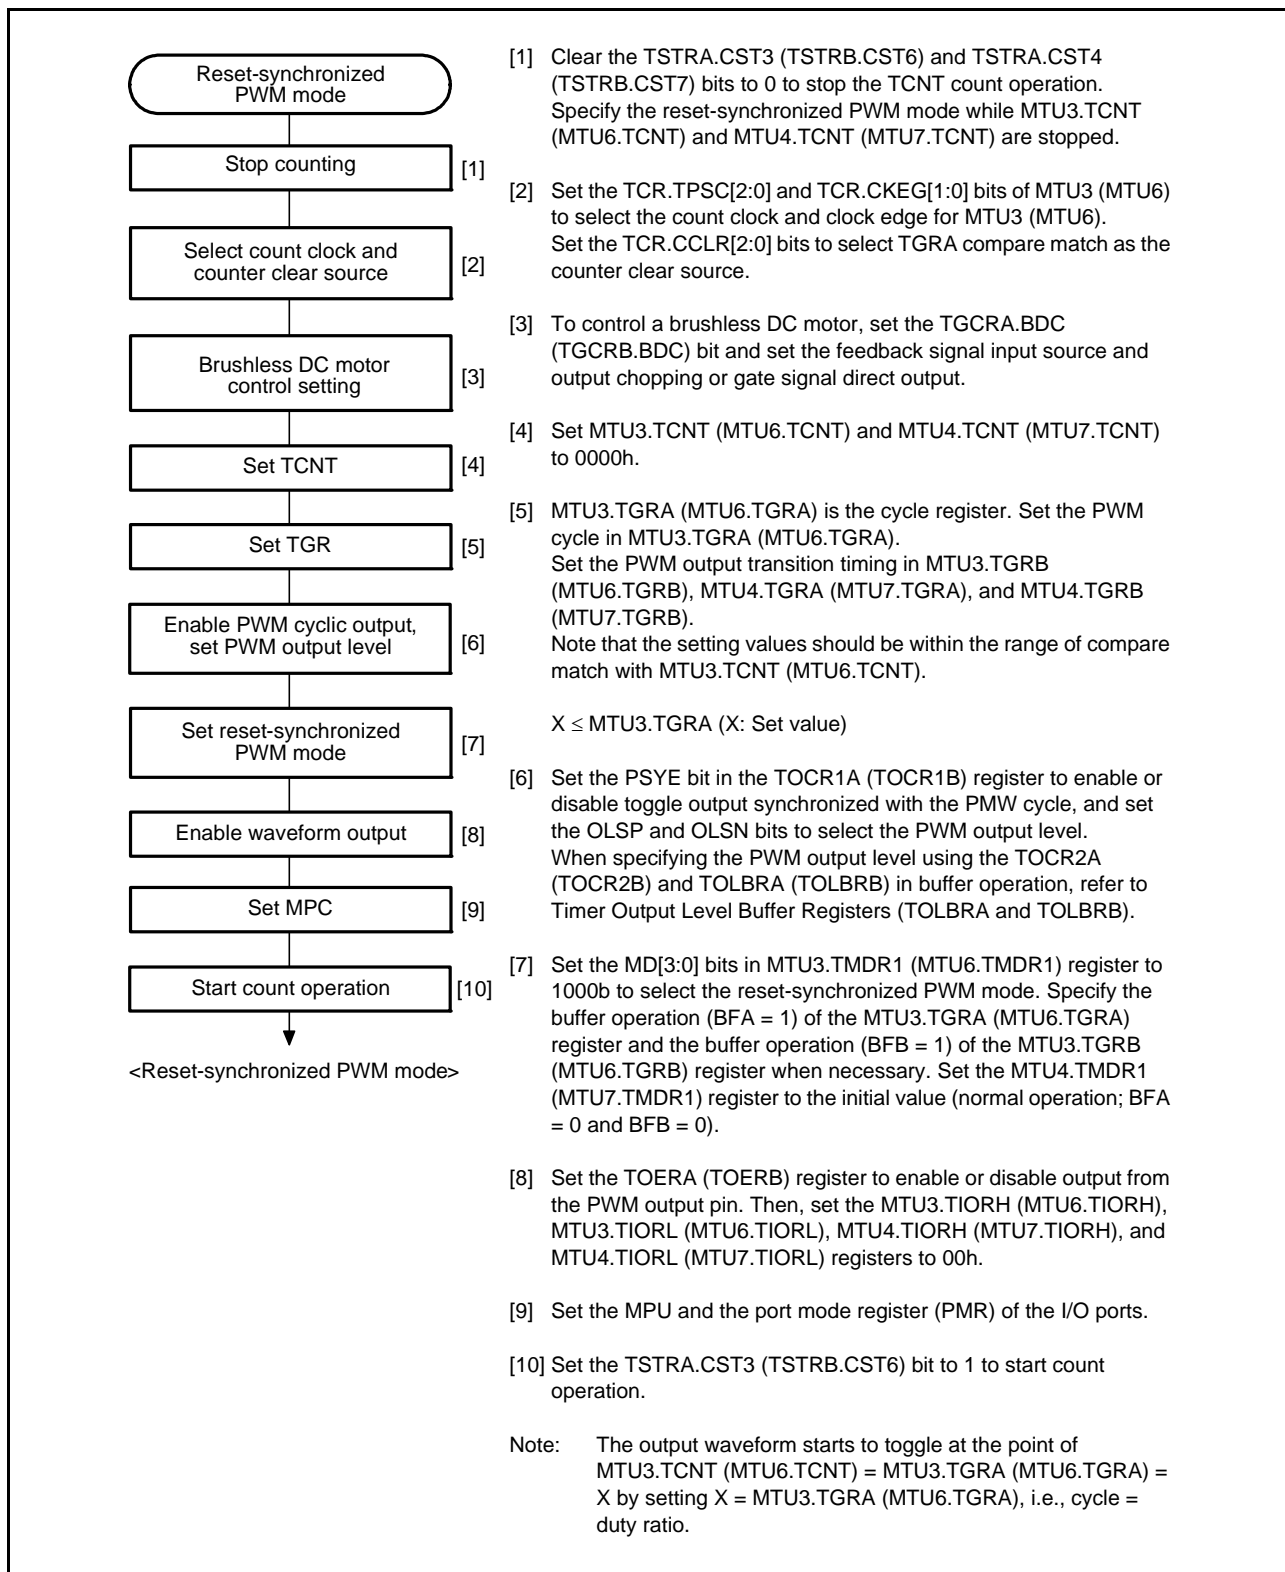 Reset-synchronized
PWM mode
Stop counting
[1]
Select count clock and
counter clear source
[2]
Brushless DC motor
control setting
[3]
Set TCNT
[4]
Set TGR
[5]
Enable PWM cyclic output,
set PWM output level
[6]
Set reset-synchronized
PWM mode
[7]
Enable waveform output
[8]
Set MPC
[9]
Start count operation
[10]
<Reset-synchronized PWM mode>
[1] Clear the TSTRA.CST3 (TSTRB.CST6) and TSTRA.CST4
(TSTRB.CST7) bits to 0 to stop the TCNT count operation.
Specify the reset-synchronized PWM mode while MTU3.TCNT
(MTU6.TCNT) and MTU4.TCNT (MTU7.TCNT) are stopped.
[2] Set the TCR.TPSC[2:0] and TCR.CKEG[1:0] bits of MTU3 (MTU6)
to select the count clock and clock edge for MTU3 (MTU6).
Set the TCR.CCLR[2:0] bits to select TGRA compare match as the
counter clear source.
[3] To control a brushless DC motor, set the TGCRA.BDC
(TGCRB.BDC) bit and set the feedback signal input source and
output chopping or gate signal direct output.
[4] Set MTU3.TCNT (MTU6.TCNT) and MTU4.TCNT (MTU7.TCNT)
to 0000h.
[5] MTU3.TGRA (MTU6.TGRA) is the cycle register. Set the PWM
cycle in MTU3.TGRA (MTU6.TGRA).
Set the PWM output transition timing in MTU3.TGRB
(MTU6.TGRB), MTU4.TGRA (MTU7.TGRA), and MTU4.TGRB
(MTU7.TGRB).
Note that the setting values should be within the range of compare
match with MTU3.TCNT (MTU6.TCNT).
X ≤ MTU3.TGRA (X: Set value)
[6] Set the PSYE bit in the TOCR1A (TOCR1B) register to enable or
disable toggle output synchronized with the PMW cycle, and set
the OLSP and OLSN bits to select the PWM output level.
When specifying the PWM output level using the TOCR2A
(TOCR2B) and TOLBRA (TOLBRB) in buffer operation, refer to
Timer Output Level Buffer Registers (TOLBRA and TOLBRB).
[7] Set the MD[3:0] bits in MTU3.TMDR1 (MTU6.TMDR1) register to
1000b to select the reset-synchronized PWM mode. Specify the
buffer operation (BFA = 1) of the MTU3.TGRA (MTU6.TGRA)
register and the buffer operation (BFB = 1) of the MTU3.TGRB
(MTU6.TGRB) register when necessary. Set the MTU4.TMDR1
(MTU7.TMDR1) register to the initial value (normal operation; BFA
= 0 and BFB = 0).
[8] Set the TOERA (TOERB) register to enable or disable output from
the PWM output pin. Then, set the MTU3.TIORH (MTU6.TIORH),
MTU3.TIORL (MTU6.TIORL), MTU4.TIORH (MTU7.TIORH), and
MTU4.TIORL (MTU7.TIORL) registers to 00h.
[9] Set the MPU and the port mode register (PMR) of the I/O ports.
[10] Set the TSTRA.CST3 (TSTRB.CST6) bit to 1 to start count
operation.
Note: The output waveform starts to toggle at the point of
MTU3.TCNT (MTU6.TCNT) = MTU3.TGRA (MTU6.TGRA) =
X by setting X = MTU3.TGRA (MTU6.TGRA), i.e., cycle =
duty ratio.